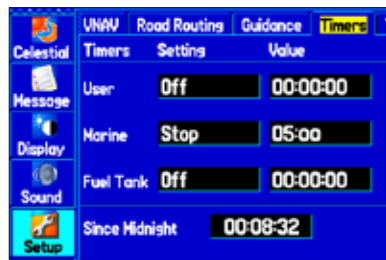 VNAV Road Routing Guidance Timers
Celestial
Timers Setting Value
Message
User Off 00:00:00
Display
Marine Stop 05:00
Sound
Fuel Tank Off 00:00:00
Setup
Since Midnight 00:08:32